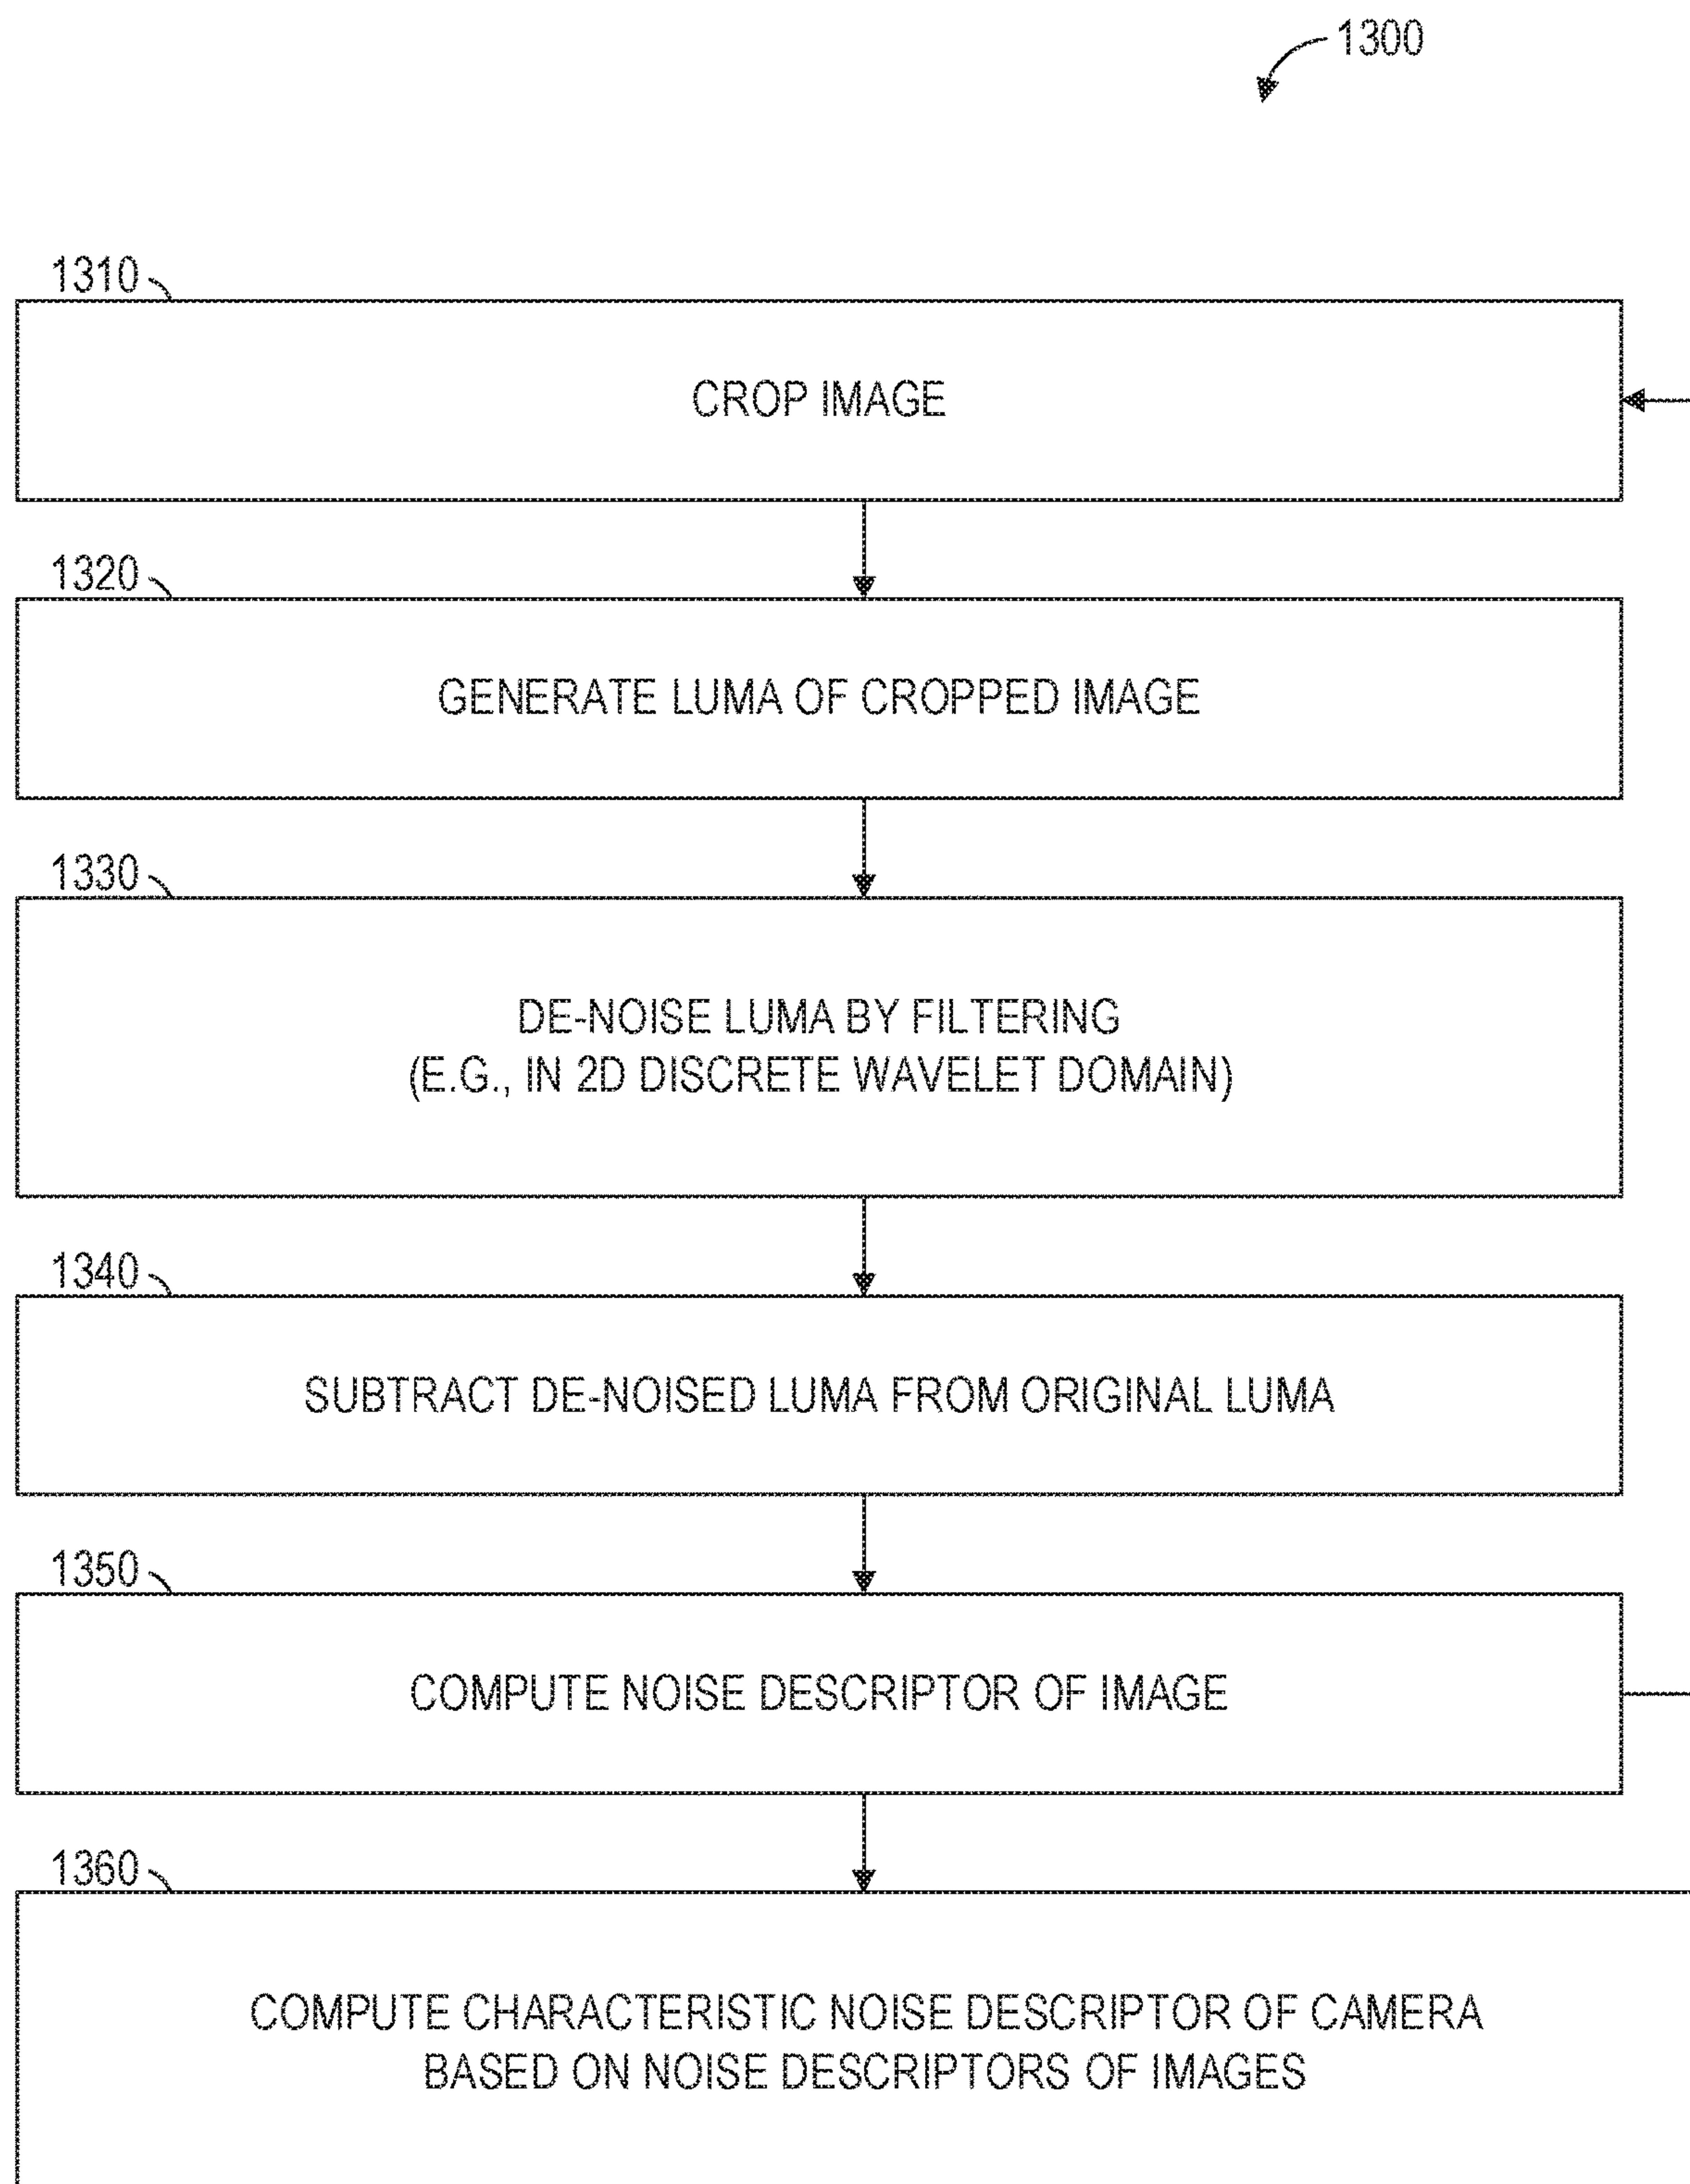 1300
1310
CROP IMAGE
1320
GENERATE LUMA OF CROPPED IMAGE
1330
DE-NOISE LUMA BY FILTERING
(E.G., IN 2D DISCRETE WAVELET DOMAIN)
1340
SUBTRACT DE-NOISED LUMA FROM ORIGINAL LUMA
1350
COMPUTE NOISE DESCRIPTOR OF IMAGE
1360
COMPUTE CHARACTERISTIC NOISE DESCRIPTOR OF CAMERA
BASED ON NOISE DESCRIPTORS OF IMAGES